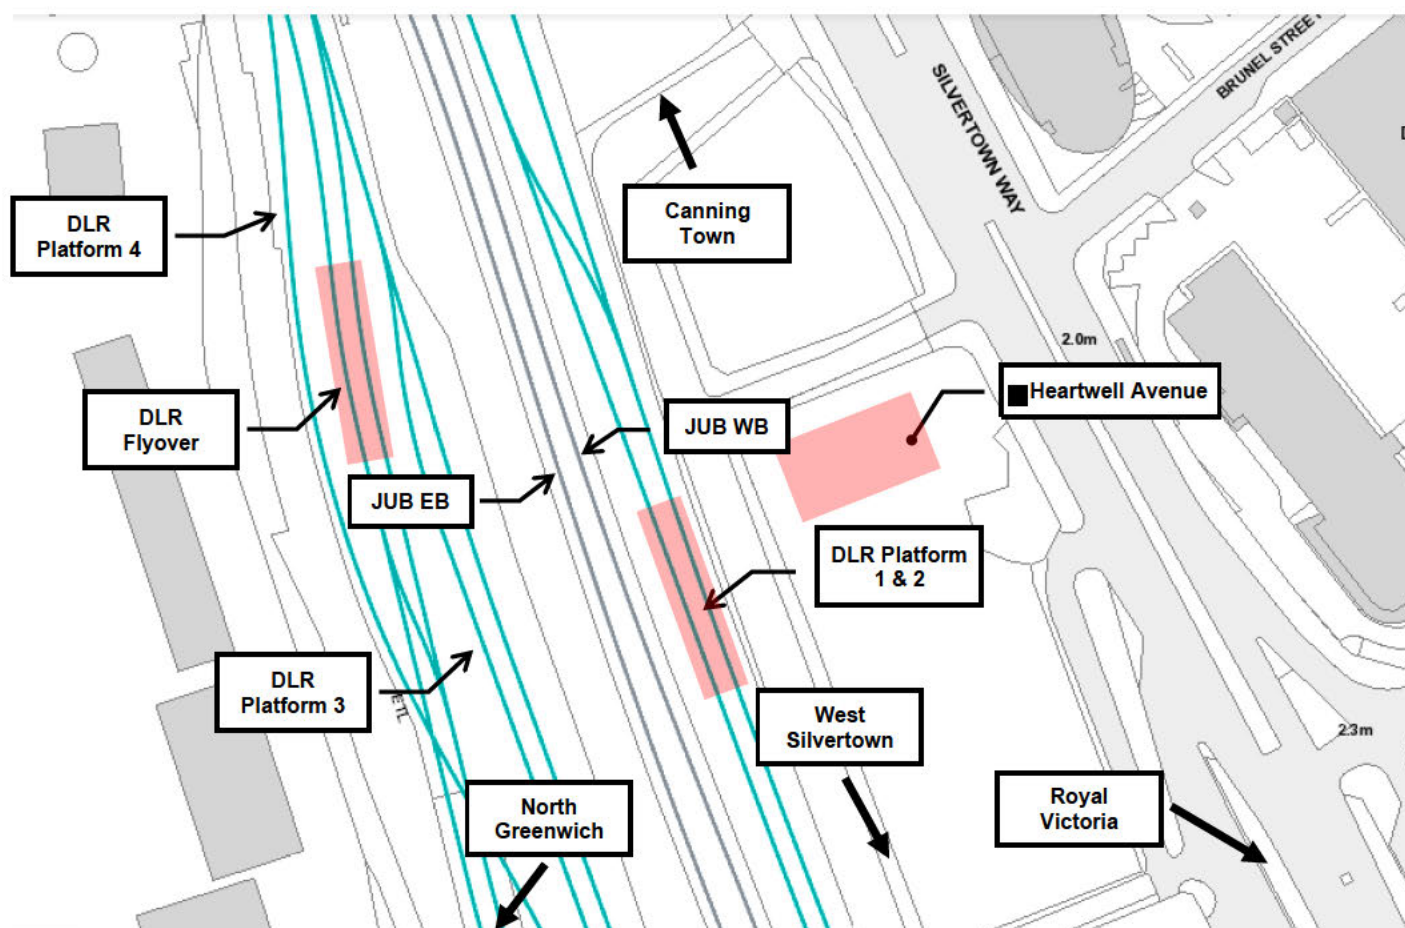 SILVERTOWN WAY
BRUNEL STREET
DLR
Platform 4
Canning
Town
2.0m
Heartwell Avenue
DLR
Flyover
JUB WB
JUB EB
DLR Platform
1 & 2
DLR
Platform 3
ETL
West
Silvertown
2.3m
North
Greenwich
Royal
Victoria